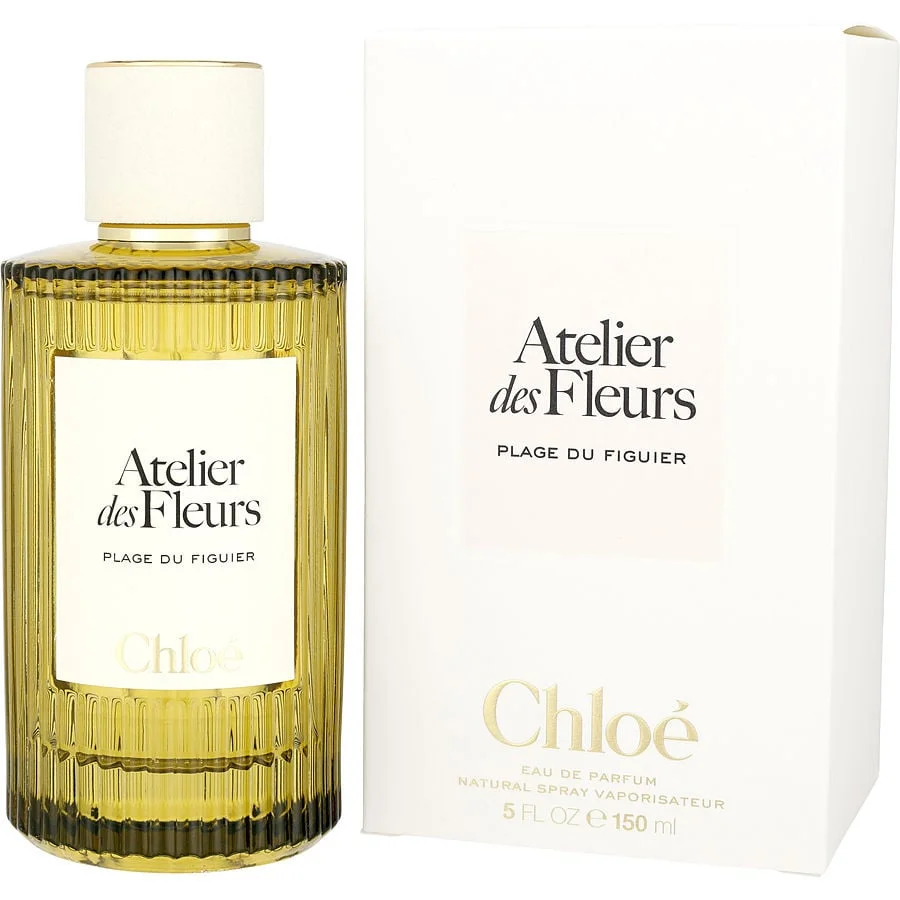 Atelier
des Fleurs
PLAGE DU FIGUIER
Chloé
Atelier
des Fleurs
PLAGE DU FIGUIER
Chloé
EAU DE PARFUM
NATURAL SPRAY VAPORISATEUR
5 FL OZ ℮ 150 ml